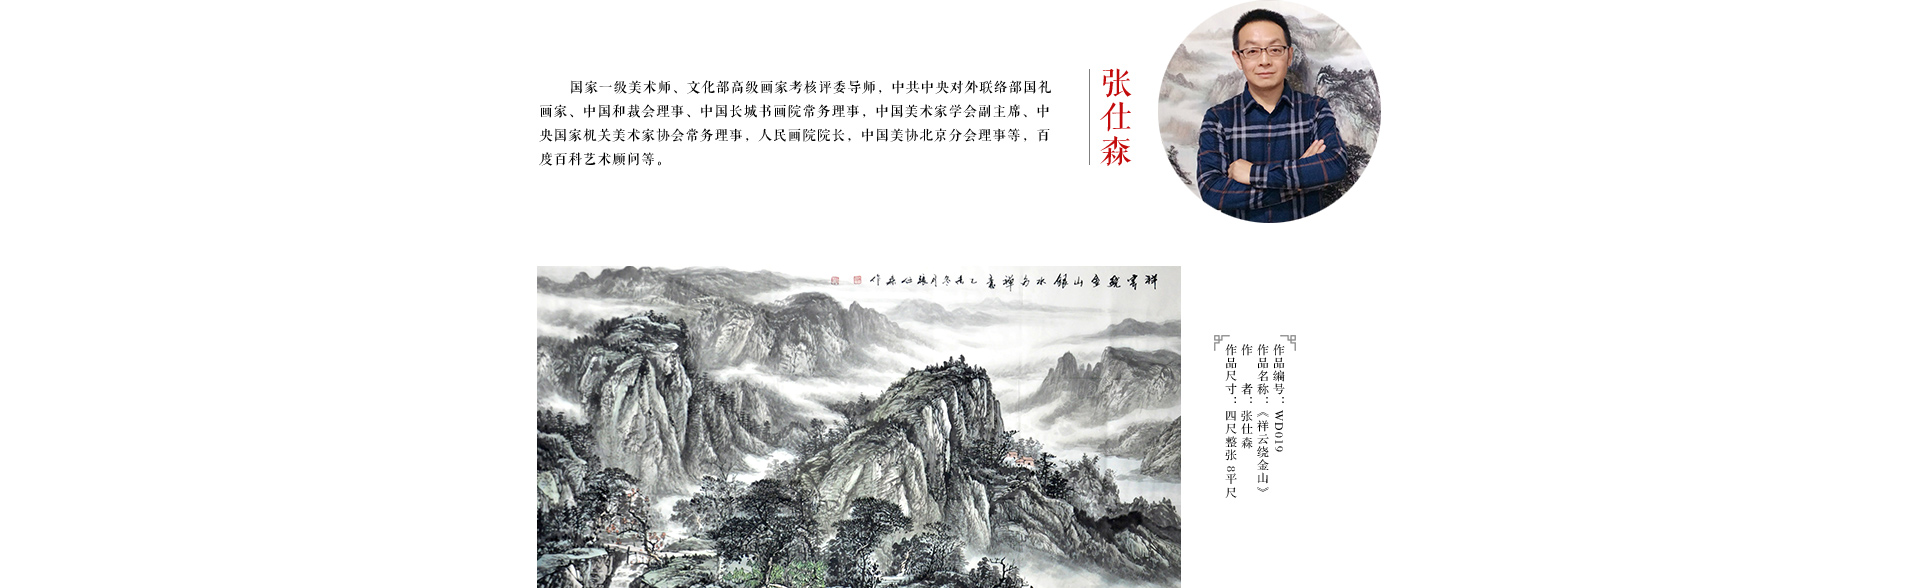 国家一级美术师、文化部高级画家考核评委导师，中共中央对外联络部国礼
画家、中国和裁会理事、中国长城书画院常务理事，中国美术家学会副主席、中
央国家机关美术家协会常务理事，人民画院院长，中国美协北京分会理事等，百
度百科艺术顾问等。
张仕森
作品编号：WD019
作品名称：《祥云绕金山》
作 者：张仕森
作品尺寸：四尺整张 8平尺